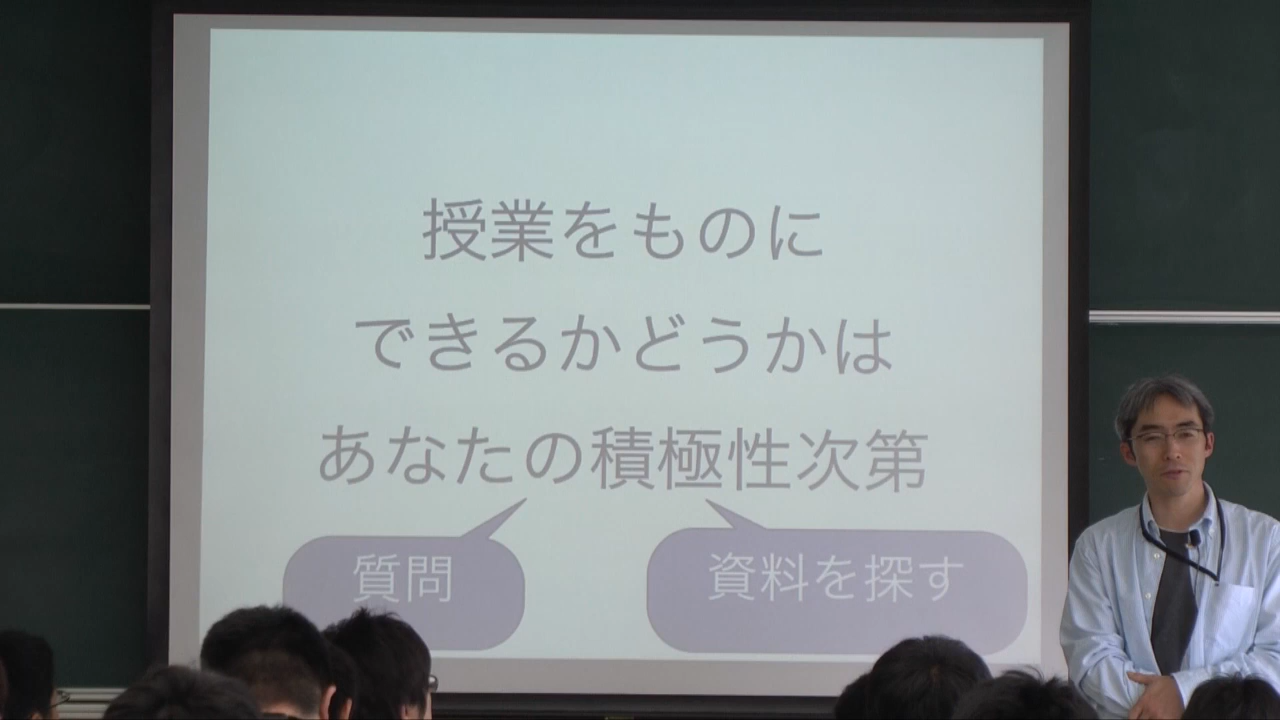 授業をものに
できるかどうかは
あなたの積極性次第
質問
資料を探す